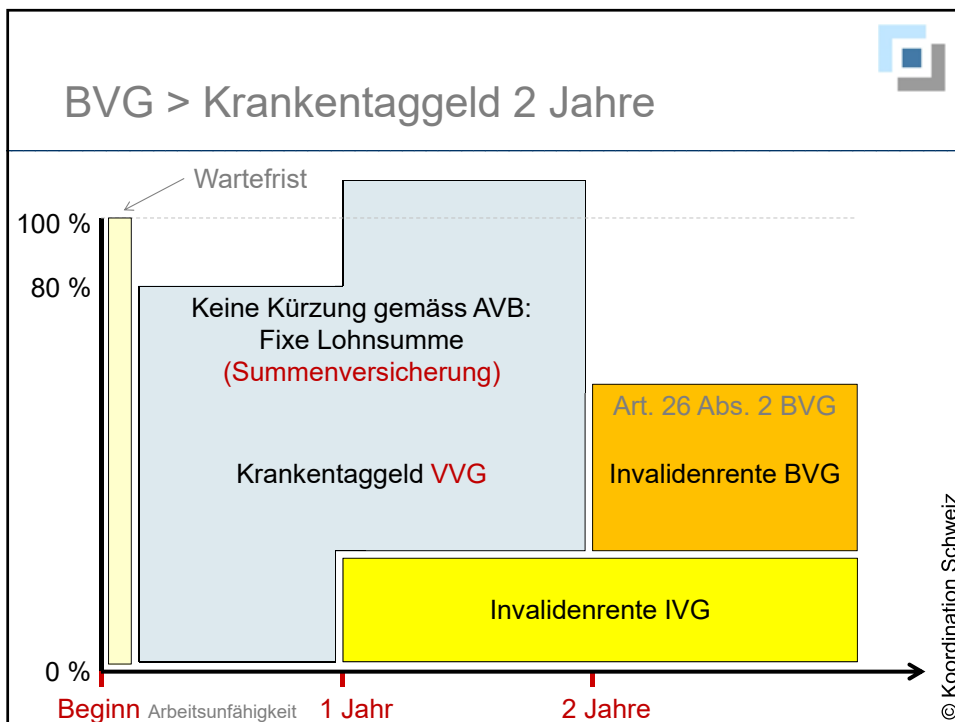 BVG > Krankentaggeld 2 Jahre
Wartefrist
100 %
80 %
Keine Kürzung gemäss AVB:
Fixe Lohnsumme
(Summenversicherung)
Art. 26 Abs. 2 BVG
Krankentaggeld VVG
Invalidenrente BVG
Invalidenrente IVG
0 %
Beginn Arbeitsunfähigkeit 1 Jahr 2 Jahre
© Koordination Schweiz